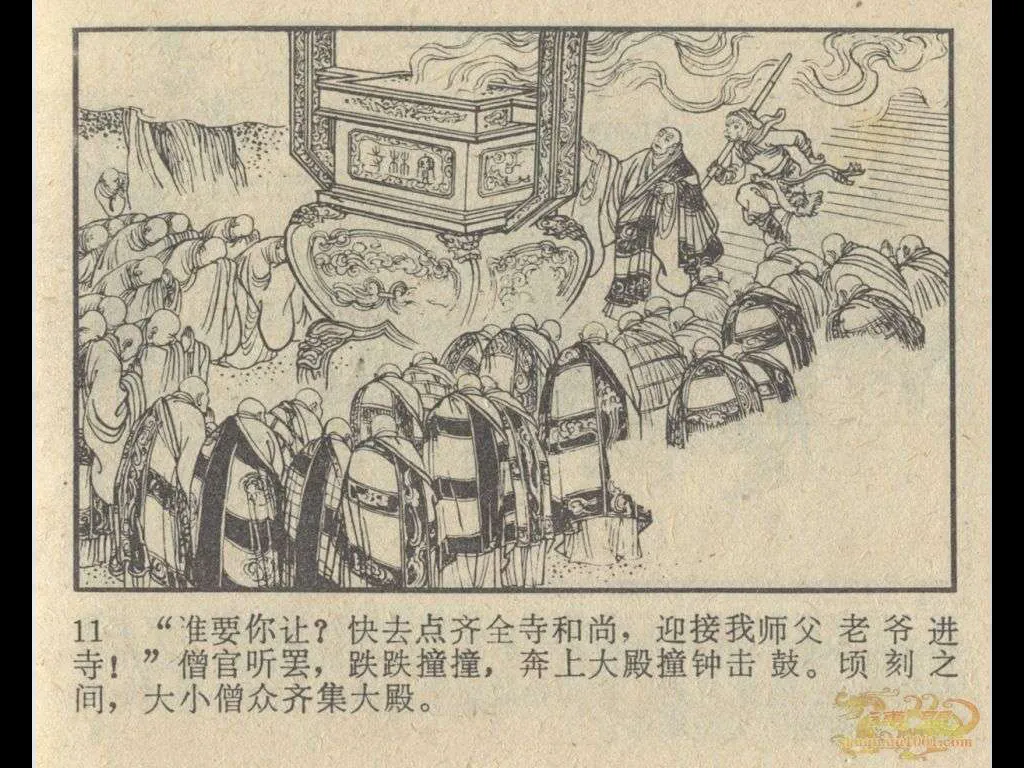 11 “谁要你让？快去点齐全寺和尚，迎接我师父老爷进
寺！”僧官听罢，跌跌撞撞，奔上大殿撞钟击鼓。顷刻之
间，大小僧众齐集大殿。